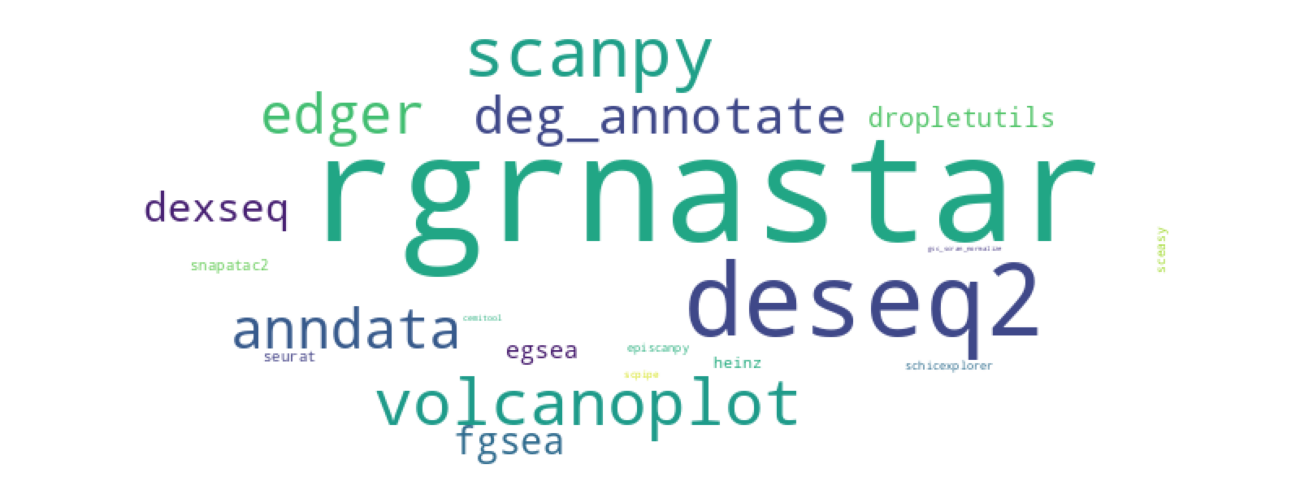 scanpy
edger deg_annotate dropletutils
rgrnastar
dexseq
sceasy
gsc_scran_normalize
snapatac2
deseq2
anndata
cemitool
seurat egsea episcanpy
heinz schicexplorer
scpipe
volcanoplot
fgsea